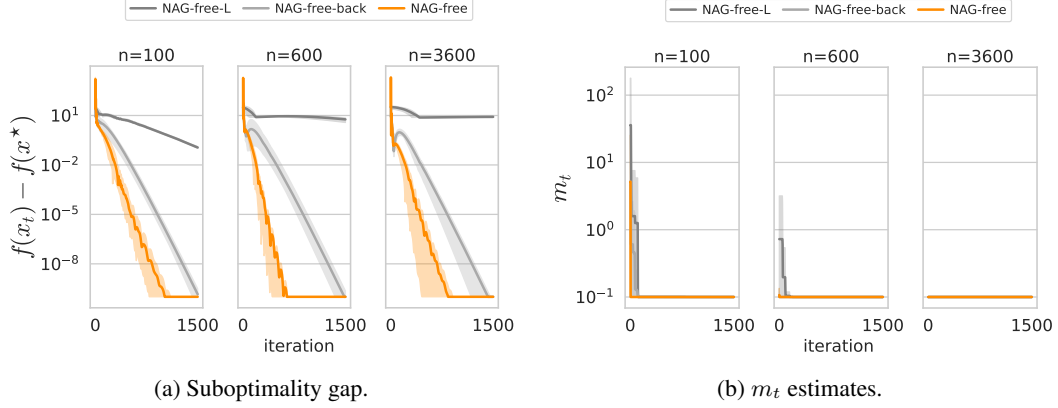 NAG-free-L NAG-free-back NAG-free
n=100 n=600 n=3600
f(x_t) − f(x^⋆)
10^1
10^−2
10^−5
10^−8
0 1500 0 1500 0 1500
iteration
(a) Suboptimality gap.
NAG-free-L NAG-free-back NAG-free
n=100 n=600 n=3600
m_t
10^2
10^1
10^0
10^−1
0 1500 0 1500 0 1500
iteration
(b) m_t estimates.